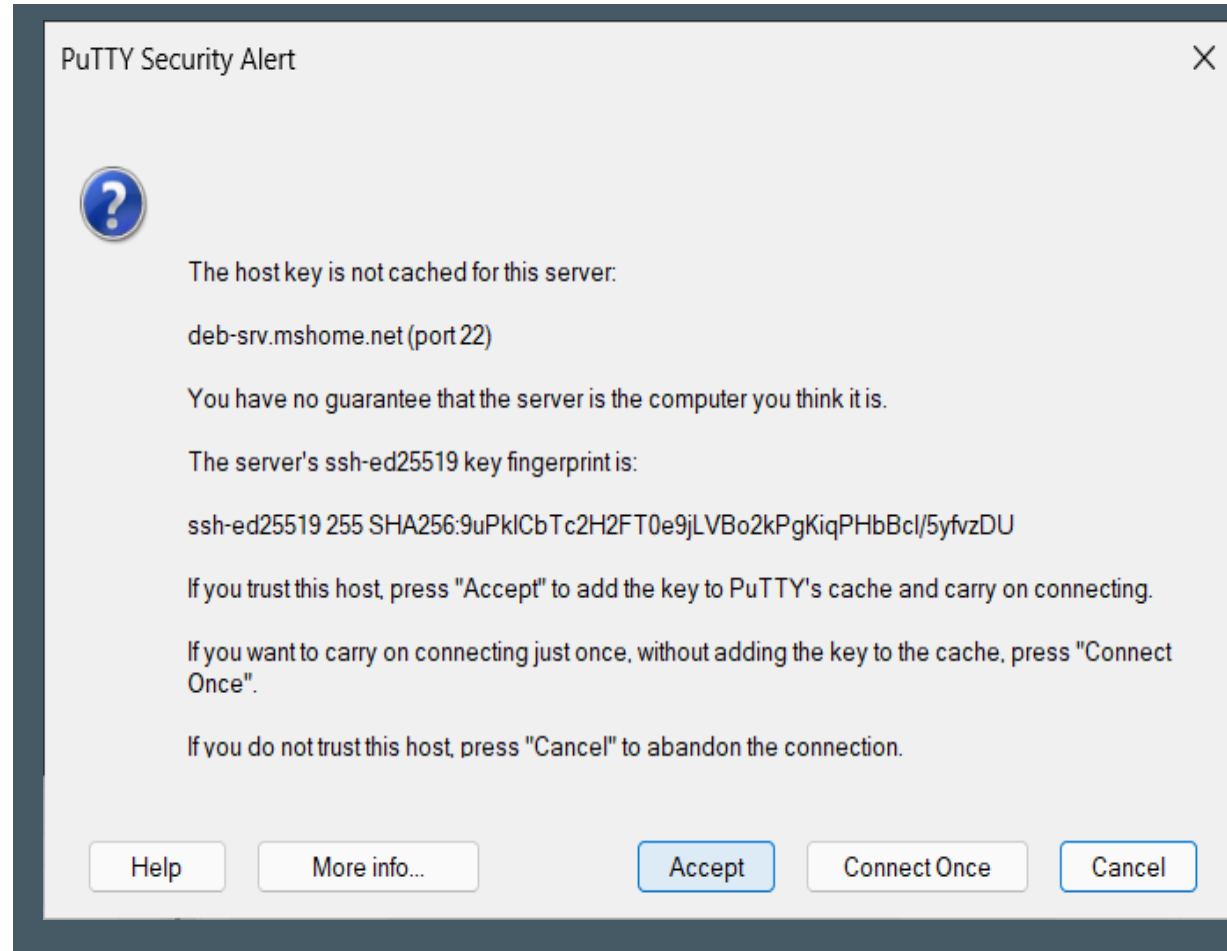 PuTTY Security Alert
The host key is not cached for this server:
deb-srv.mshome.net (port 22)
You have no guarantee that the server is the computer you think it is.
The server's ssh-ed25519 key fingerprint is:
ssh-ed25519 255 SHA256:9uPklCbTc2H2FT0e9jLVBo2kPgKiqPHbBcl/5yfvzDU
If you trust this host, press "Accept" to add the key to PuTTY's cache and carry on connecting.
If you want to carry on connecting just once, without adding the key to the cache, press "Connect
Once".
If you do not trust this host, press "Cancel" to abandon the connection.
Help More info... Accept Connect Once Cancel